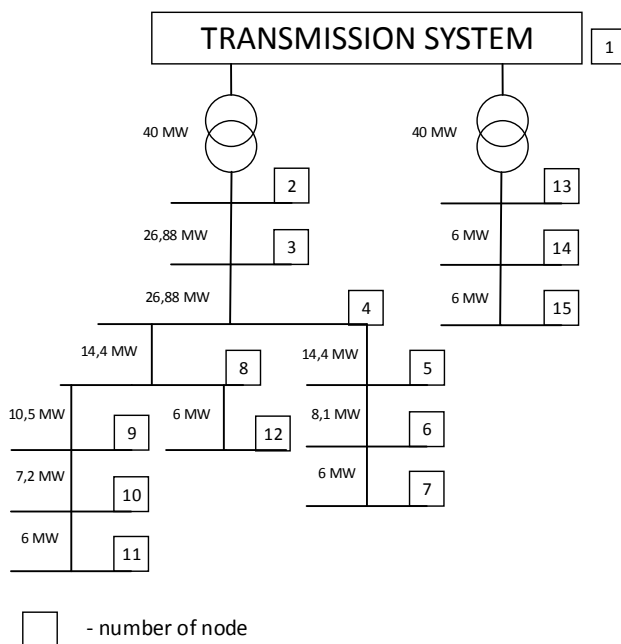 TRANSMISSION SYSTEM
1
40 MW
40 MW
2
13
26,88 MW
3
6 MW
14
26,88 MW
4
6 MW
15
14,4 MW
8
14,4 MW
5
10,5 MW
9
6 MW
12
8,1 MW
6
7,2 MW
10
6 MW
7
6 MW
11
- number of node